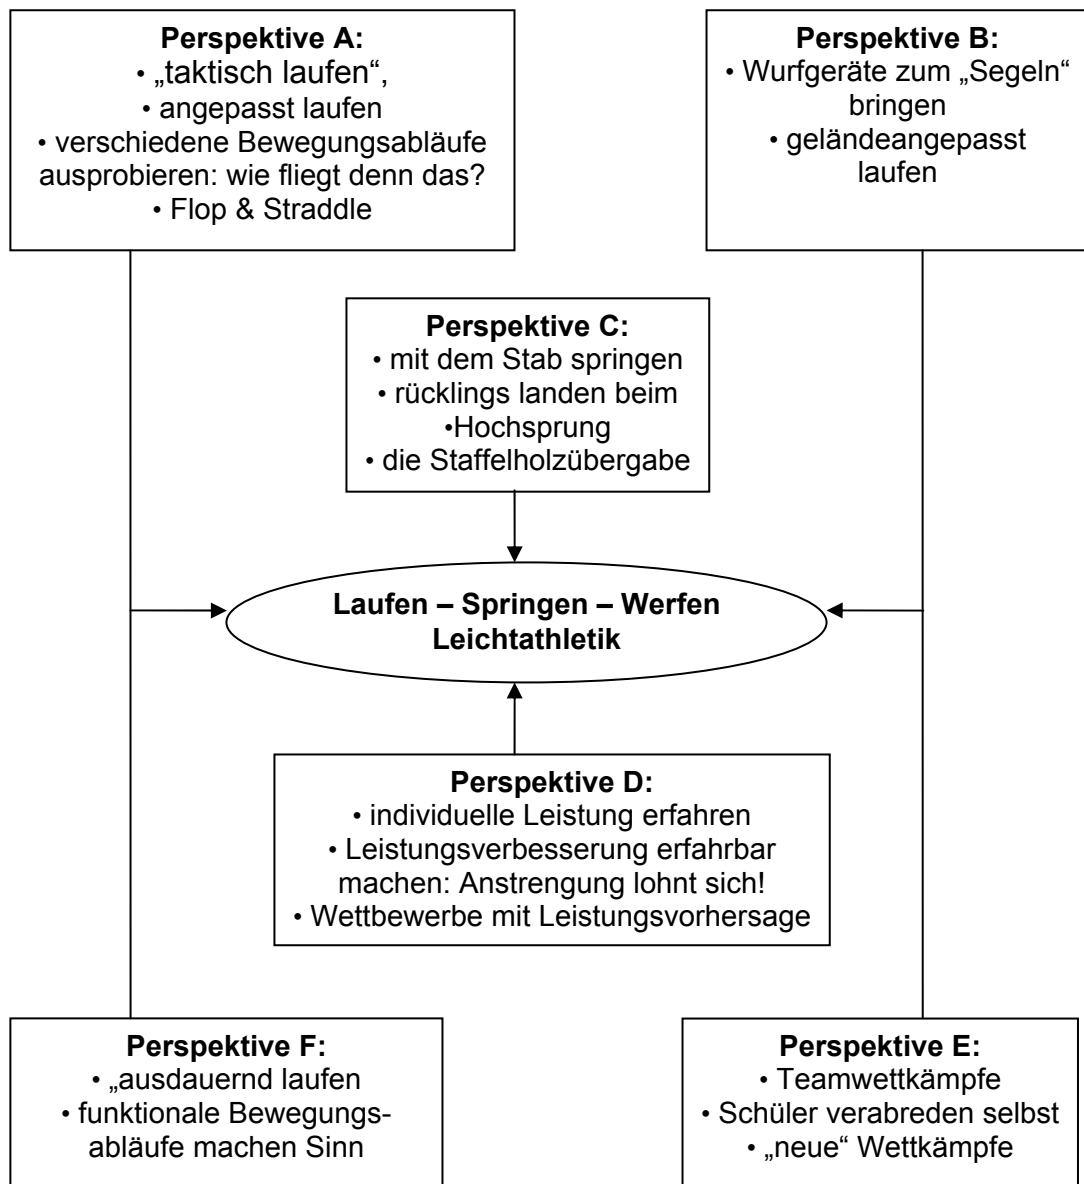 Perspektive A:
• „taktisch laufen“,
• angepasst laufen
• verschiedene Bewegungsabläufe
ausprobieren: wie fliegt denn das?
• Flop & Straddle
Perspektive B:
• Wurfgeräte zum „Segeln“
bringen
• geländeangepasst
laufen
Perspektive C:
• mit dem Stab springen
• rücklings landen beim
•Hochsprung
• die Staffelholzübergabe
Laufen – Springen – Werfen
Leichtathletik
Perspektive D:
• individuelle Leistung erfahren
• Leistungsverbesserung erfahrbar
machen: Anstrengung lohnt sich!
• Wettbewerbe mit Leistungsvorhersage
Perspektive F:
• „ausdauernd laufen
• funktionale Bewegungs-
abläufe machen Sinn
Perspektive E:
• Teamwettkämpfe
• Schüler verabreden selbst
• „neue“ Wettkämpfe